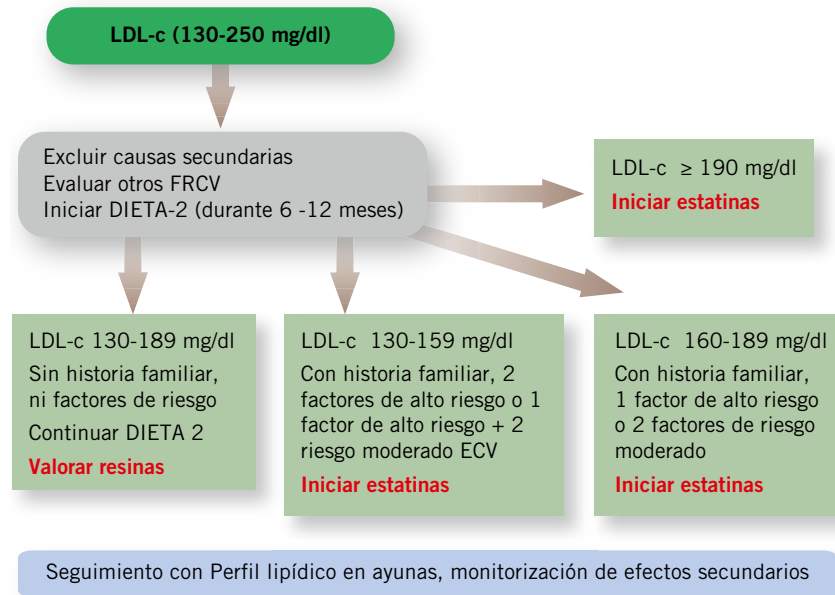 LDL-c (130-250 mg/dl)
Excluir causas secundarias
Evaluar otros FRCV
Iniciar DIETA-2 (durante 6 -12 meses)
LDL-c ≥ 190 mg/dl
Iniciar estatinas
LDL-c 130-189 mg/dl
Sin historia familiar,
ni factores de riesgo
Continuar DIETA 2
Valorar resinas
LDL-c 130-159 mg/dl
Con historia familiar, 2
factores de alto riesgo o 1
factor de alto riesgo + 2
riesgo moderado ECV
Iniciar estatinas
LDL-c 160-189 mg/dl
Con historia familiar,
1 factor de alto riesgo
o 2 factores de riesgo
moderado
Iniciar estatinas
Seguimiento con Perfil lipídico en ayunas, monitorización de efectos secundarios